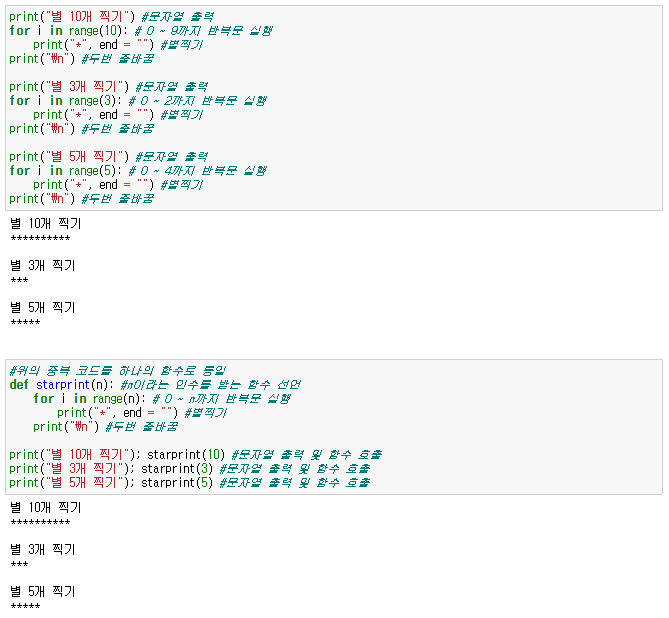 print("별 10개 찍기") #문자열 출력
for i in range(10): # 0 ~ 9까지 반복문 실행
    print("*", end = "") #별찍기
print("₩n") #두번 줄바꿈

print("별 3개 찍기") #문자열 출력
for i in range(3): # 0 ~ 2까지 반복문 실행
    print("*", end = "") #별찍기
print("₩n") #두번 줄바꿈

print("별 5개 찍기") #문자열 출력
for i in range(5): # 0 ~ 4까지 반복문 실행
    print("*", end = "") #별찍기
print("₩n") #두번 줄바꿈
별 10개 찍기
**********

별 3개 찍기
***

별 5개 찍기
*****

#위의 중복 코드를 하나의 함수로 통일
def starprint(n): #n이라는 인수를 받는 함수 선언
    for i in range(n): # 0 ~ n까지 반복문 실행
        print("*", end = "") #별찍기
    print("₩n") #두번 줄바꿈

print("별 10개 찍기"); starprint(10) #문자열 출력 및 함수 호출
print("별 3개 찍기"); starprint(3) #문자열 출력 및 함수 호출
print("별 5개 찍기"); starprint(5) #문자열 출력 및 함수 호출
별 10개 찍기
**********

별 3개 찍기
***

별 5개 찍기
*****